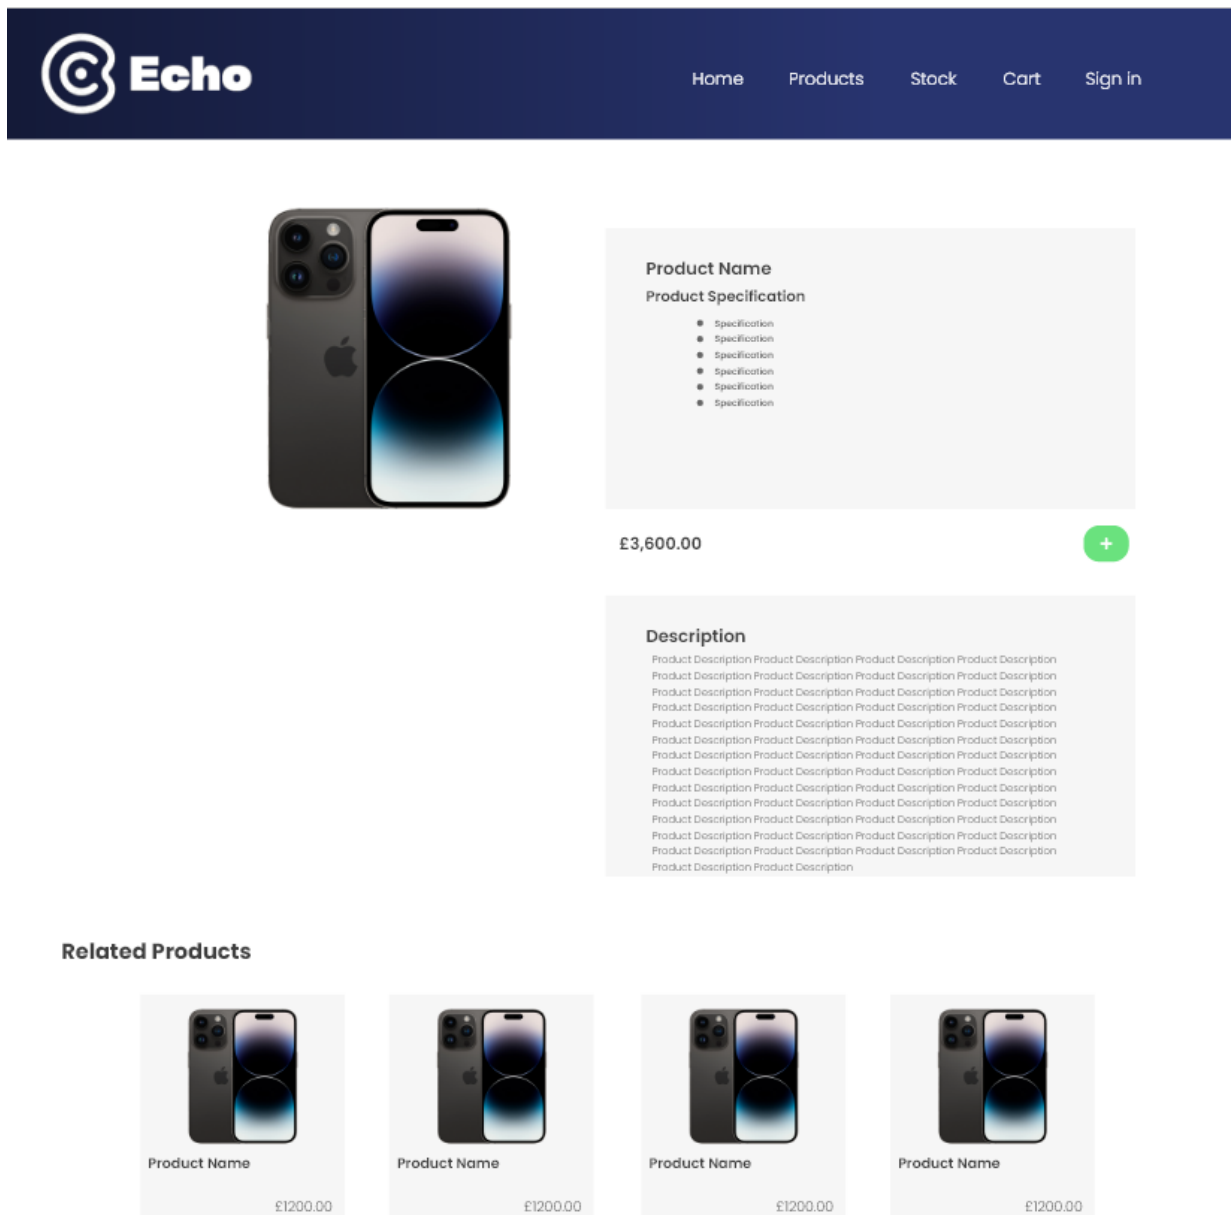 Echo
Home Products Stock Cart Sign in
Product Name
Product Specification
Specification
Specification
Specification
Specification
Specification
Specification
£3,600.00
+
Description
Product Description Product Description Product Description Product Description
Product Description Product Description Product Description Product Description
Product Description Product Description Product Description Product Description
Product Description Product Description Product Description Product Description
Product Description Product Description Product Description Product Description
Product Description Product Description Product Description Product Description
Product Description Product Description Product Description Product Description
Product Description Product Description Product Description Product Description
Product Description Product Description Product Description Product Description
Product Description Product Description Product Description Product Description
Product Description Product Description Product Description Product Description
Product Description Product Description Product Description Product Description
Product Description Product Description Product Description Product Description
Product Description Product Description
Related Products
Product Name Product Name Product Name Product Name
£1200.00 £1200.00 £1200.00 £1200.00